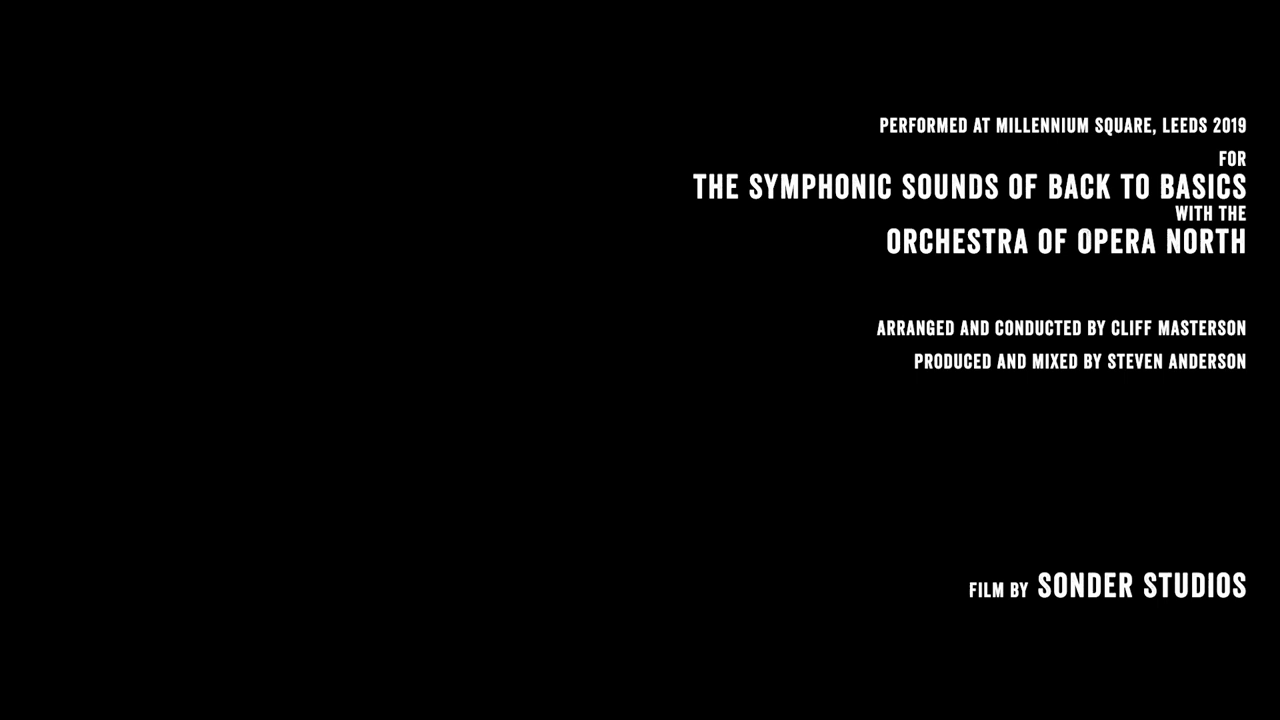 PERFORMED AT MILLENNIUM SQUARE, LEEDS 2019
FOR
THE SYMPHONIC SOUNDS OF BACK TO BASICS
WITH THE
ORCHESTRA OF OPERA NORTH
ARRANGED AND CONDUCTED BY CLIFF MASTERSON
PRODUCED AND MIXED BY STEVEN ANDERSON
FILM BY SONDER STUDIOS